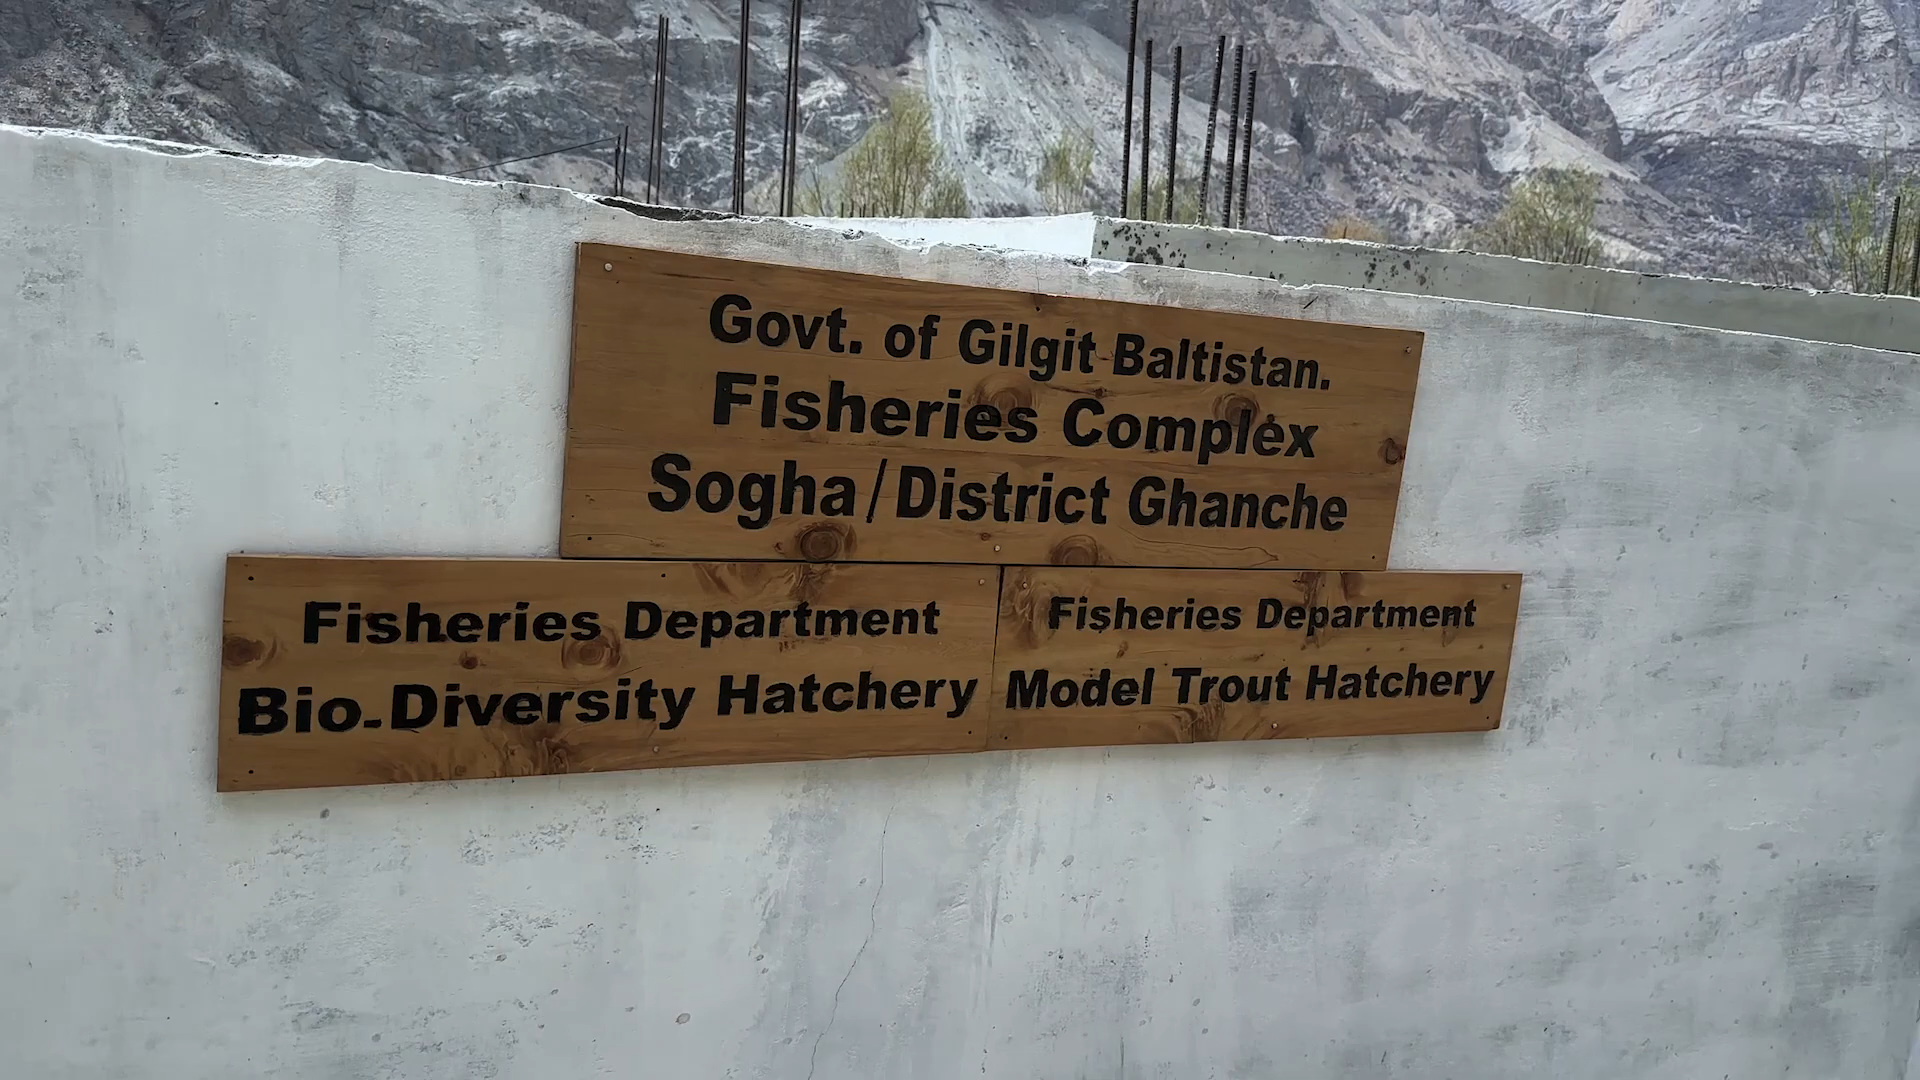 Govt. of Gilgit Baltistan.
Fisheries Complex
Sogha/District Ghanche
Fisheries Department
Bio-Diversity Hatchery
Fisheries Department
Model Trout Hatchery